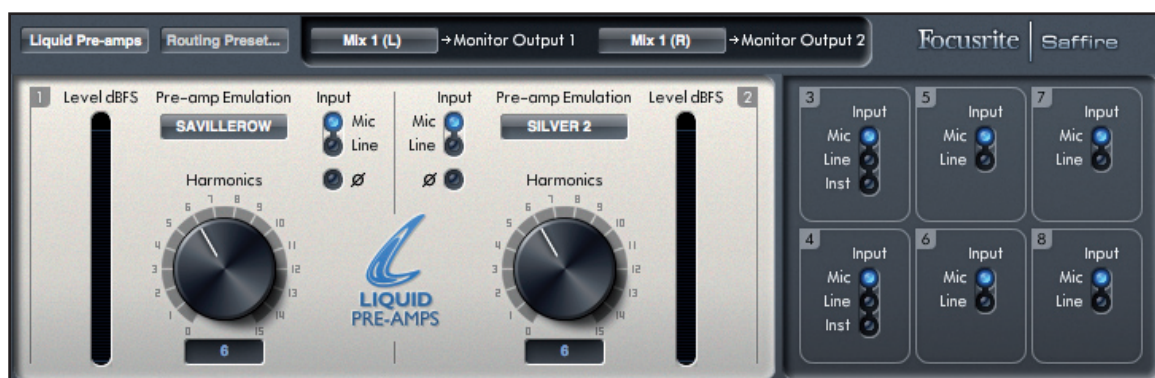 Liquid Pre-amps Routing Preset... Mix 1 (L) →Monitor Output 1 Mix 1 (R) →Monitor Output 2 Focusrite Saffire
1 Level dBFS Pre-amp Emulation Input
SAVILLEROW Mic
Line
Ø
Harmonics
0 1 2 3 4 5 6 7 8 9 10 11 12 13 14 15
6
LIQUID
PRE-AMPS
Input Pre-amp Emulation Level dBFS 2
Mic SILVER 2
Line
Ø
Harmonics
0 1 2 3 4 5 6 7 8 9 10 11 12 13 14 15
6
3
Input
Mic
Line
Inst
5
Input
Mic
Line
7
Input
Mic
Line
4
Input
Mic
Line
Inst
6
Input
Mic
Line
8
Input
Mic
Line